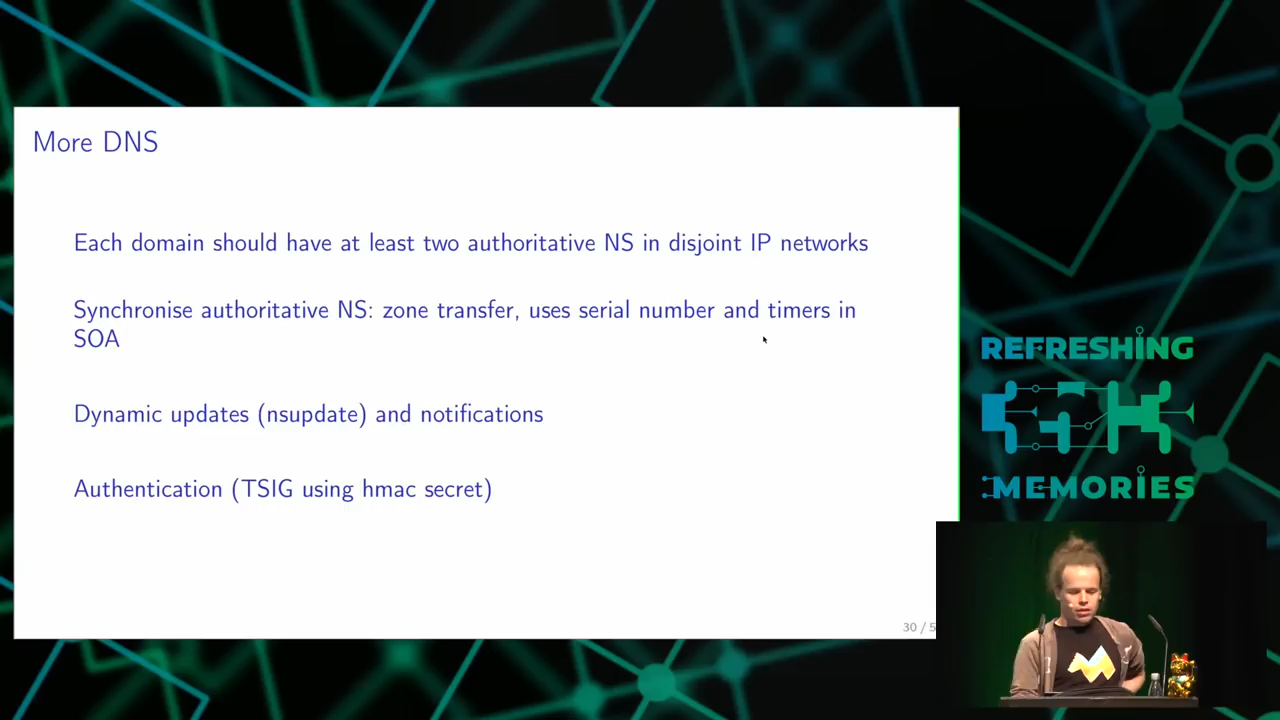 More DNS
Each domain should have at least two authoritative NS in disjoint IP networks
Synchronise authoritative NS: zone transfer, uses serial number and timers in
SOA
Dynamic updates (nsupdate) and notifications
Authentication (TSIG using hmac secret)
30 / 5
REFRESHING
MEMORIES